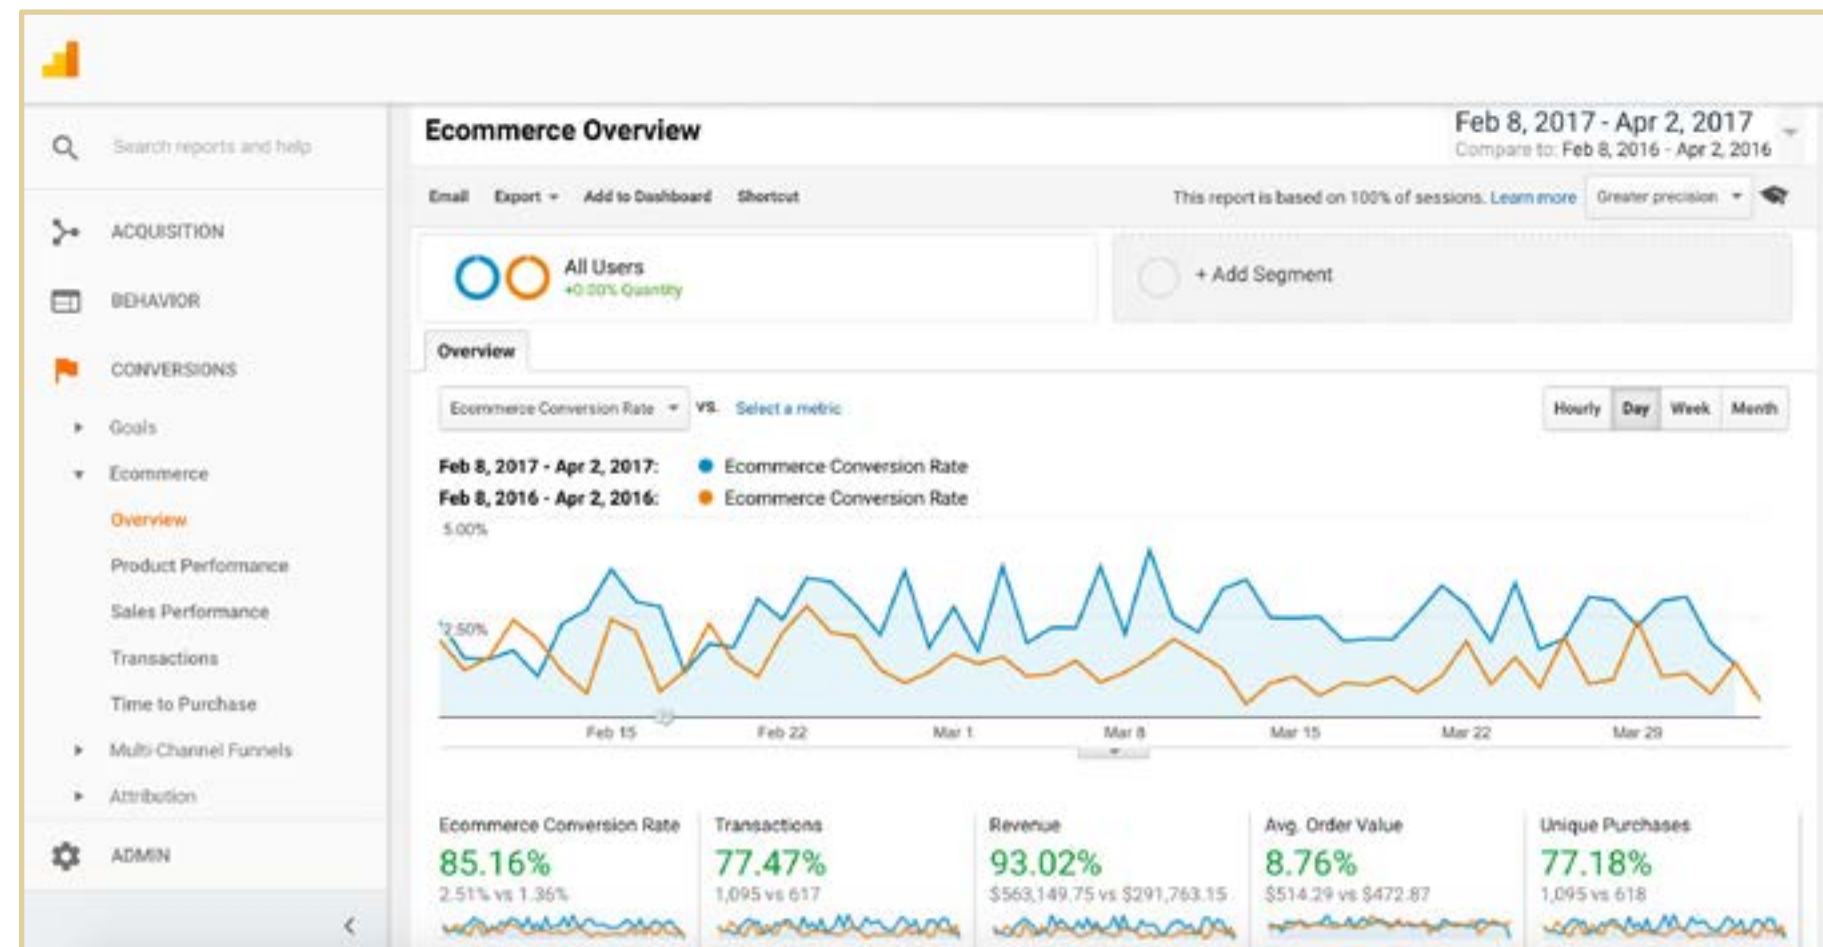 Ecommerce Overview
Feb 8, 2017 - Apr 2, 2017
Compare to: Feb 8, 2016 - Apr 2, 2016
Search reports and help
Email Export Add to Dashboard Shortcut
This report is based on 100% of sessions. Learn more Greater precision
ACQUISITION
BEHAVIOR
CONVERSIONS
Goals
Ecommerce
Overview
Product Performance
Sales Performance
Transactions
Time to Purchase
Multi-Channel Funnels
Attribution
ADMIN
All Users
+0.00% Quantity
+ Add Segment
Overview
Ecommerce Conversion Rate VS. Select a metric
Hourly Day Week Month
Feb 8, 2017 - Apr 2, 2017: Ecommerce Conversion Rate
Feb 8, 2016 - Apr 2, 2016: Ecommerce Conversion Rate
5.00%
2.50%
Feb 15 Feb 22 Mar 1 Mar 8 Mar 15 Mar 22 Mar 29
Ecommerce Conversion Rate
85.16%
2.51% vs 1.36%
Transactions
77.47%
1,095 vs 617
Revenue
93.02%
$563,149.75 vs $291,763.15
Avg. Order Value
8.76%
$514.29 vs $472.87
Unique Purchases
77.18%
1,095 vs 618